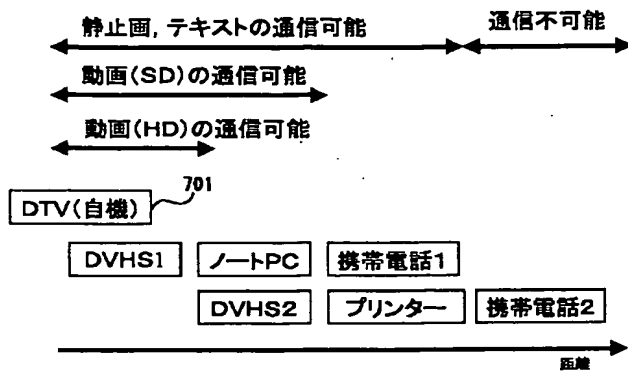 静止画, テキストの通信可能
通信不可能
動画(SD)の通信可能
動画(HD)の通信可能
701
DTV(自機)
DVHS1
ノートPC
携帯電話1
DVHS2
プリンター
携帯電話2
距離